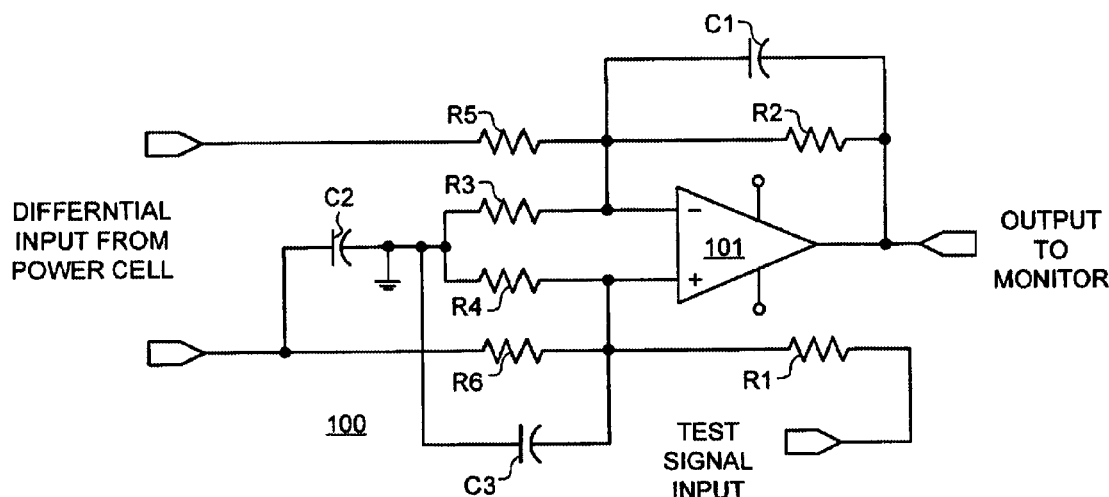 C1
R5
R2
DIFFERNTIAL
INPUT FROM
POWER CELL
C2
R3
101
OUTPUT
TO
MONITOR
R4
R6
R1
100
C3
TEST
SIGNAL
INPUT